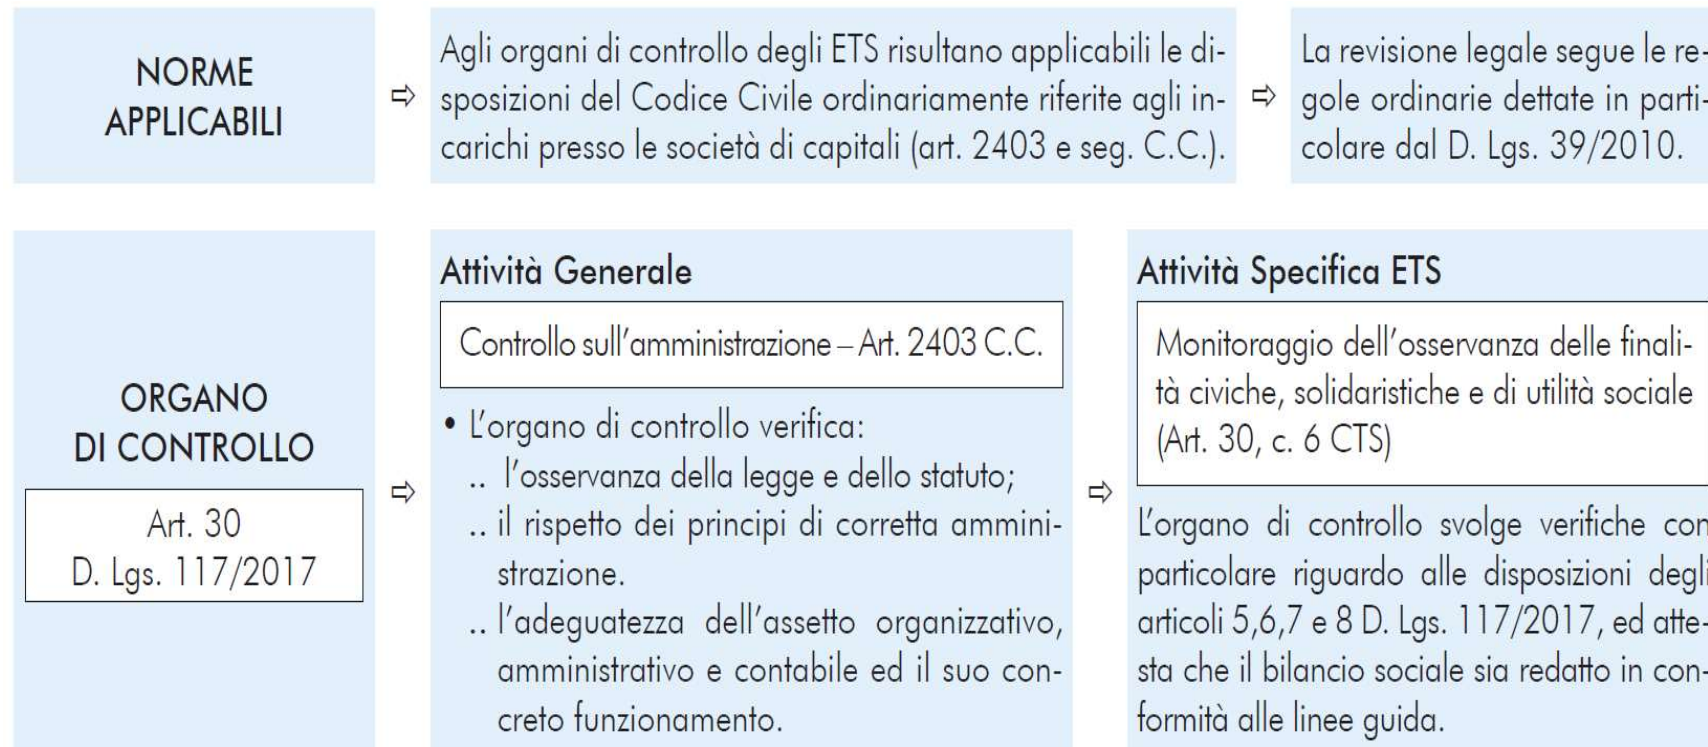 NORME
APPLICABILI
⇨
Agli organi di controllo degli ETS risultano applicabili le di-
sposizioni del Codice Civile ordinariamente riferite agli in-
carichi presso le società di capitali (art. 2403 e seg. C.C.).
⇨
La revisione legale segue le re-
gole ordinarie dettate in parti-
colare dal D. Lgs. 39/2010.
ORGANO
DI CONTROLLO
Art. 30
D. Lgs. 117/2017
⇨
Attività Generale
Controllo sull'amministrazione – Art. 2403 C.C.
• L'organo di controllo verifica:
.. l'osservanza della legge e dello statuto;
.. il rispetto dei principi di corretta ammini-
strazione.
.. l'adeguatezza dell'assetto organizzativo,
amministrativo e contabile ed il suo con-
creto funzionamento.
⇨
Attività Specifica ETS
Monitoraggio dell'osservanza delle finali-
tà civiche, solidaristiche e di utilità sociale
(Art. 30, c. 6 CTS)
L'organo di controllo svolge verifiche con
particolare riguardo alle disposizioni degli
articoli 5,6,7 e 8 D. Lgs. 117/2017, ed atte-
sta che il bilancio sociale sia redatto in con-
formità alle linee guida.